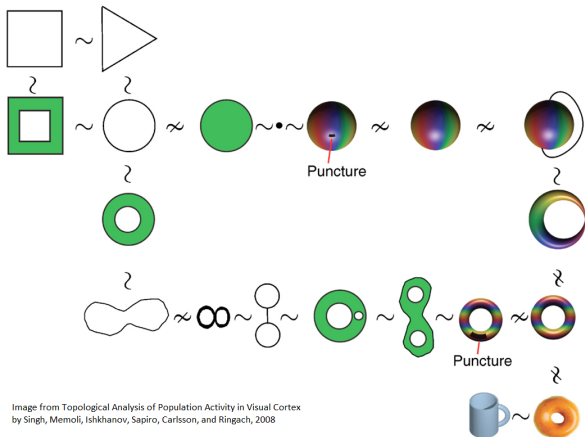 Puncture
Puncture
Image from Topological Analysis of Population Activity in Visual Cortex
by Singh, Memoli, Ishkhanov, Sapiro, Carlsson, and Ringach, 2008